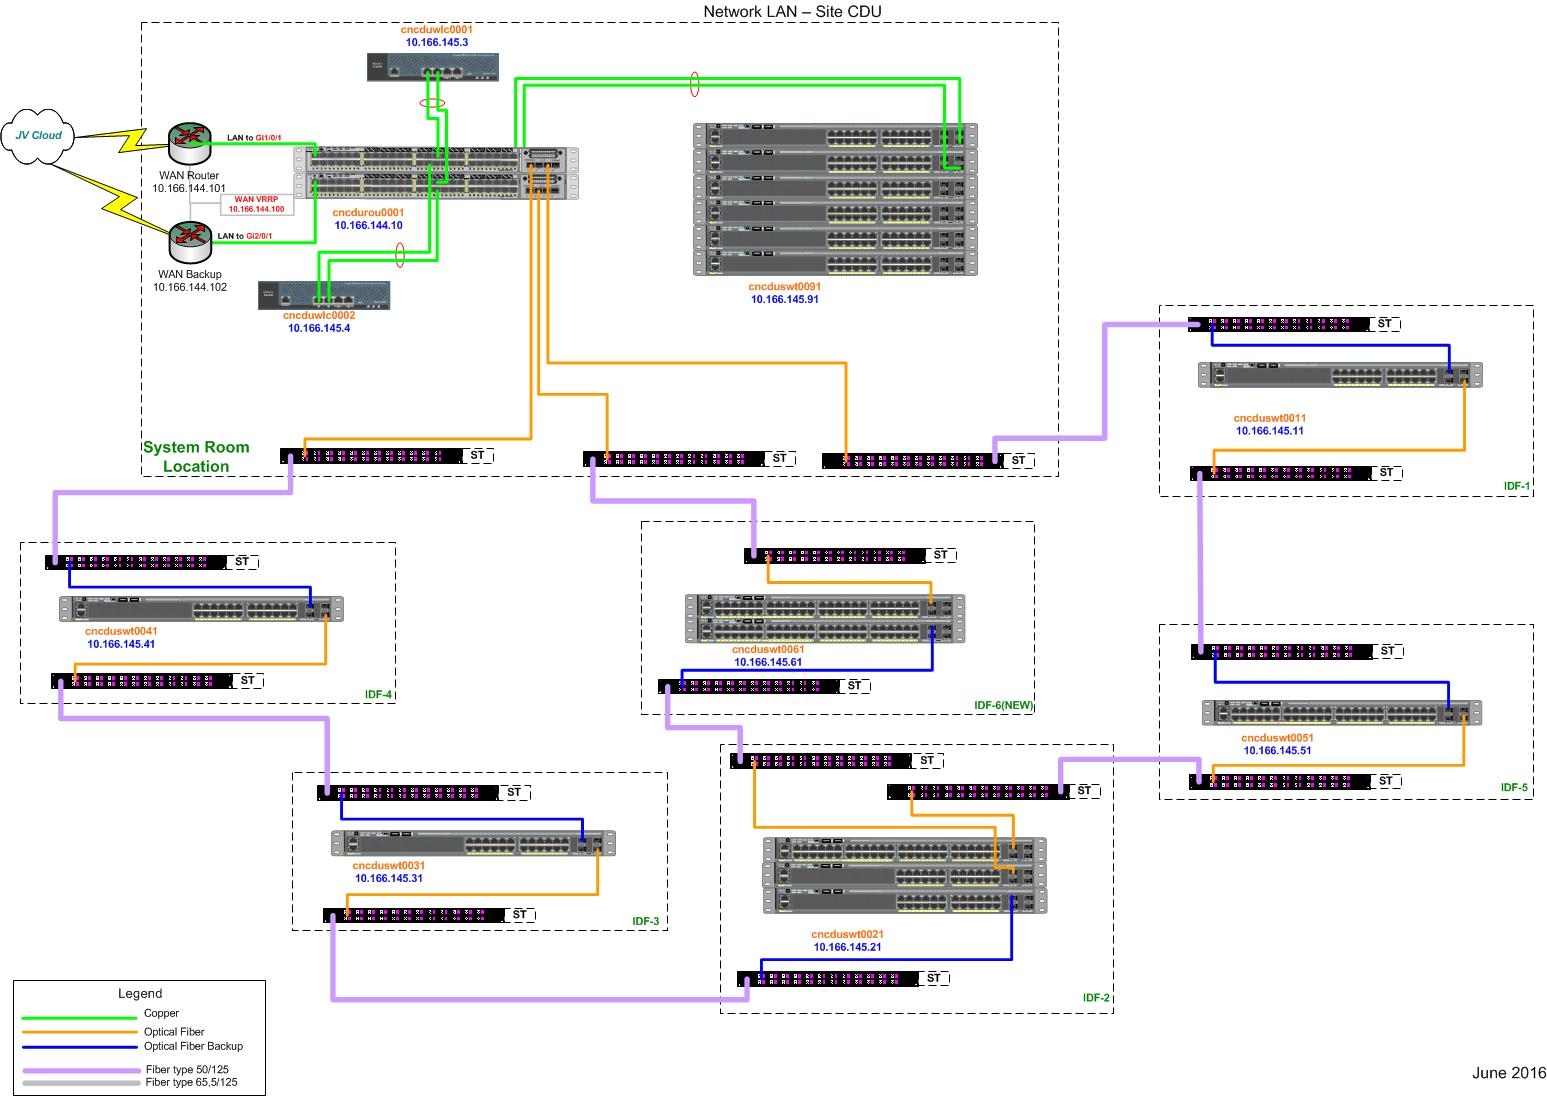 Network LAN – Site CDU
cncduwlc0001
10.166.145.3
JV Cloud
LAN to Gi1/0/1
WAN Router
10.166.144.101
WAN VRRP
10.166.144.100
cncdurou0001
10.166.144.10
LAN to Gi2/0/1
WAN Backup
10.166.144.102
cncduwlc0002
10.166.145.4
cncduswt0091
10.166.145.91
System Room
Location
ST
ST
ST
ST
cncduswt0011
10.166.145.11
ST
IDF-1
ST
cncduswt0041
10.166.145.41
ST
IDF-4
ST
cncduswt0061
10.166.145.61
ST
IDF-6(NEW)
ST
cncduswt0051
10.166.145.51
ST
IDF-5
ST
cncduswt0031
10.166.145.31
ST
IDF-3
ST
ST
cncduswt0021
10.166.145.21
ST
IDF-2
Legend
Copper
Optical Fiber
Optical Fiber Backup
Fiber type 50/125
Fiber type 65,5/125
June 2016